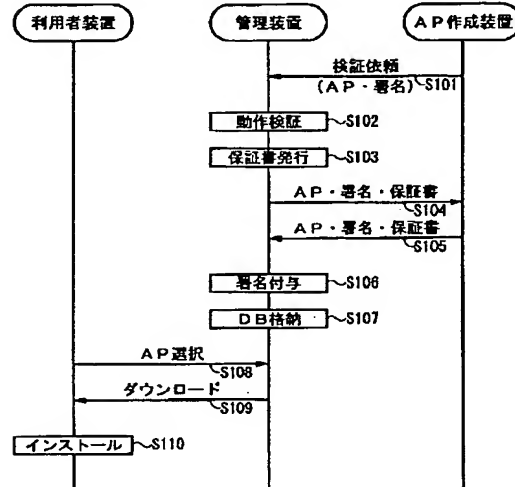 利用者装置
管理装置
AP作成装置
検証依頼
(AP・署名)
S101
動作検証
S102
保証書発行
S103
AP・署名・保証書
S104
AP・署名・保証書
S105
署名付与
S106
DB格納
S107
AP選択
S108
ダウンロード
S109
インストール
S110